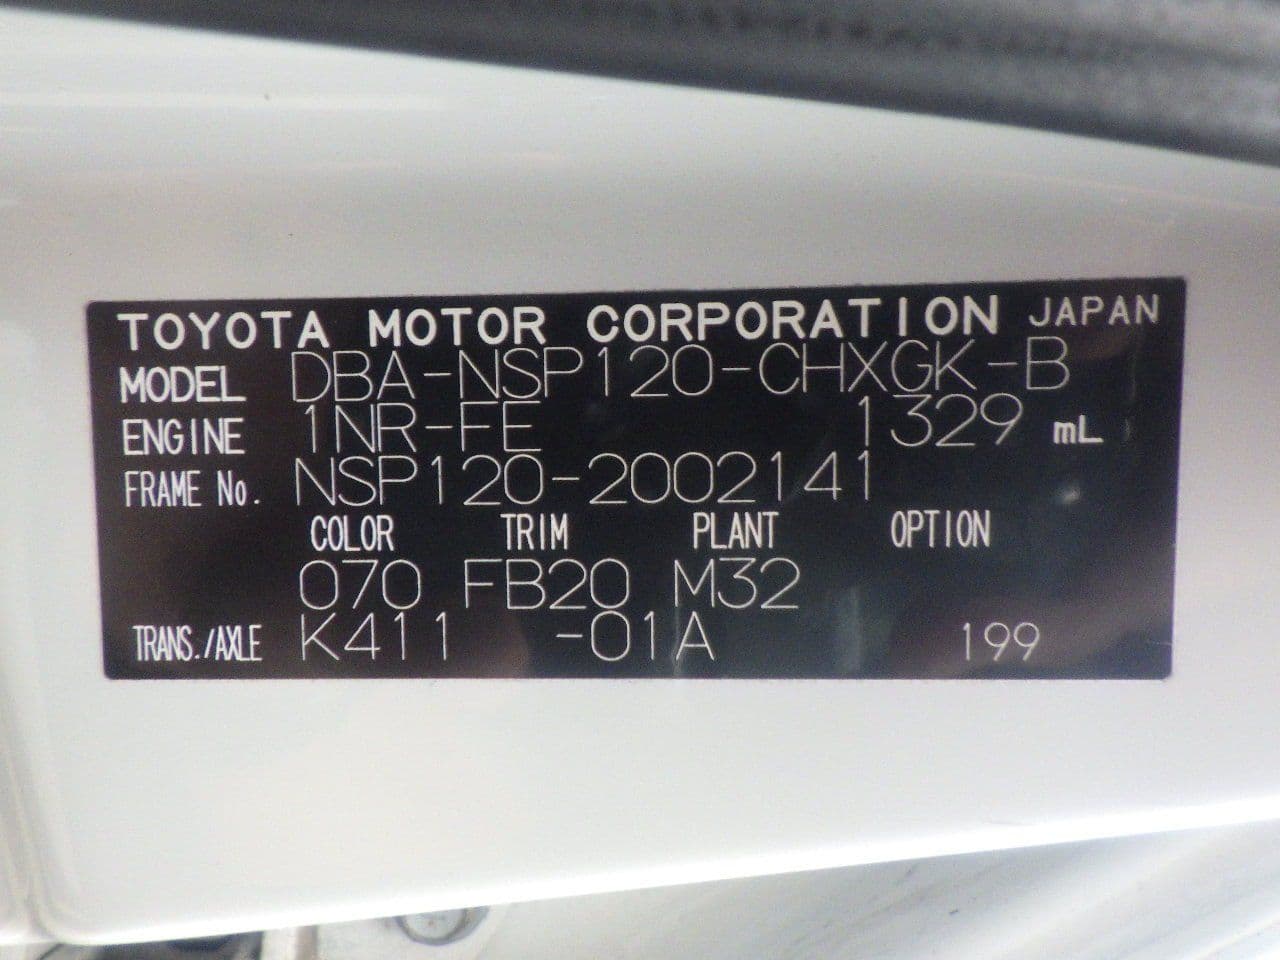 TOYOTA MOTOR CORPORATION JAPAN
MODEL DBA-NSP120-CHXGK-B
ENGINE 1NR-FE 1329 mL
FRAME No. NSP120-2002141
COLOR TRIM PLANT OPTION
070 FB20 M32
TRANS./AXLE K411 -01A 199